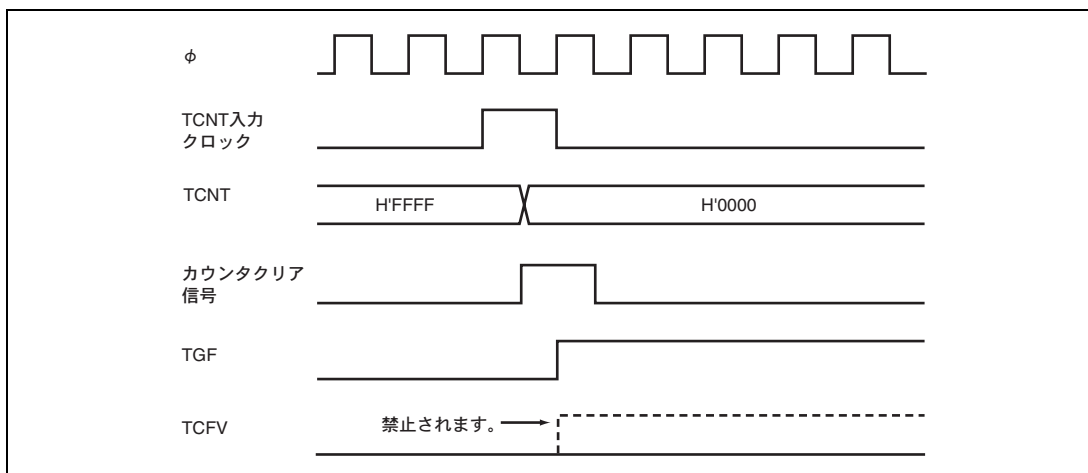 φ
TCNT入力
クロック
TCNT
H'FFFF
H'0000
カウンタクリア
信号
TGF
TCFV
禁止されます。